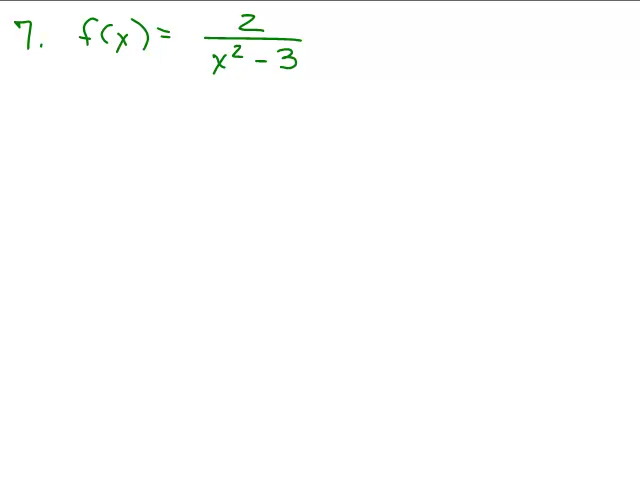 7. f(x) = 2/(x² - 3)